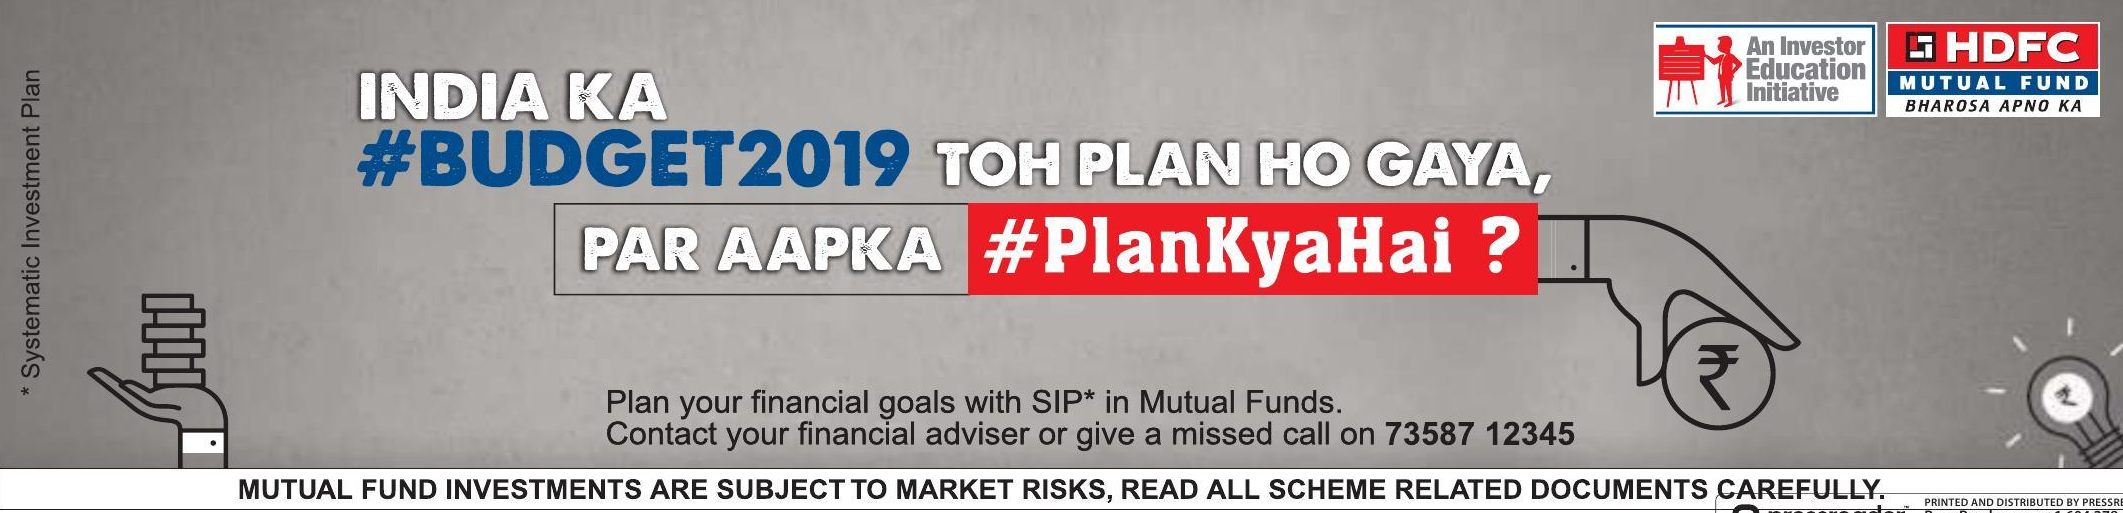 * Systematic Investment Plan
An Investor
Education
Initiative
HDFC
MUTUAL FUND
BHAROSA APNO KA
INDIA KA
#BUDGET2019 TOH PLAN HO GAYA,
PAR AAPKA #PlanKyaHai ?
₹
₹
Plan your financial goals with SIP* in Mutual Funds.
Contact your financial adviser or give a missed call on 73587 12345
MUTUAL FUND INVESTMENTS ARE SUBJECT TO MARKET RISKS, READ ALL SCHEME RELATED DOCUMENTS CAREFULLY.
PRINTED AND DISTRIBUTED BY PRESSRE